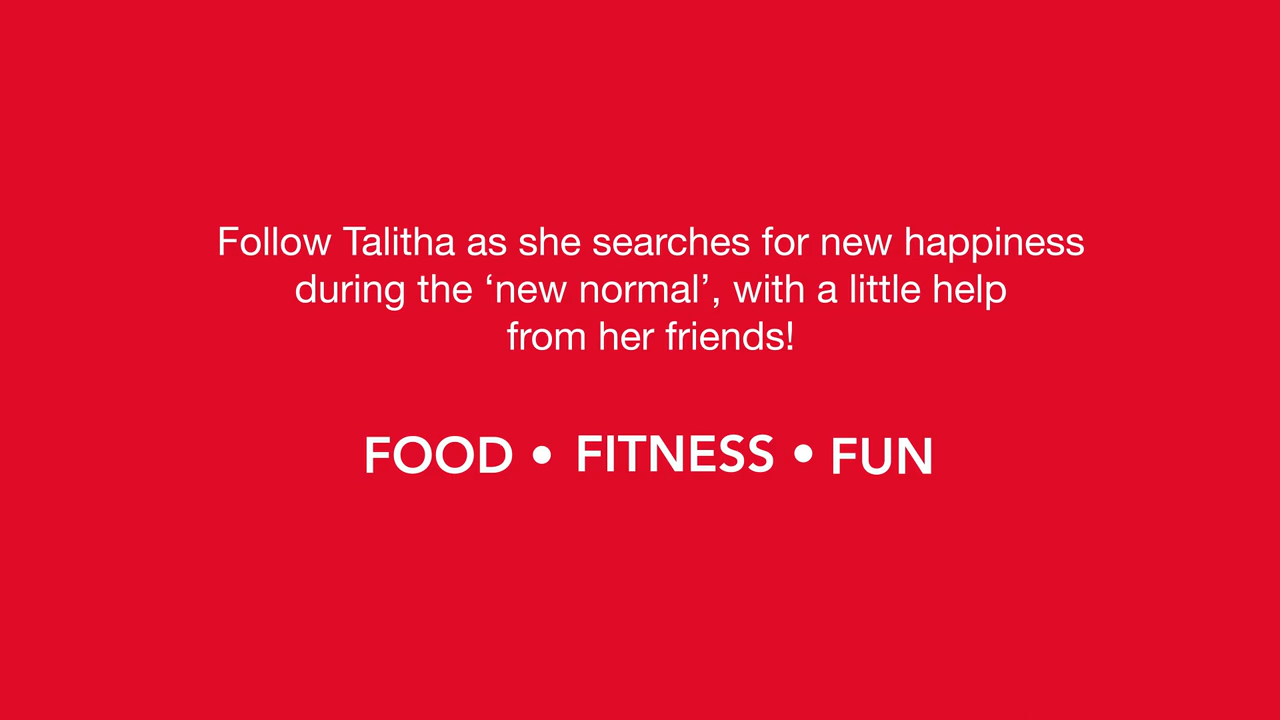 Follow Talitha as she searches for new happiness
during the ‘new normal’, with a little help
from her friends!
FOOD • FITNESS • FUN